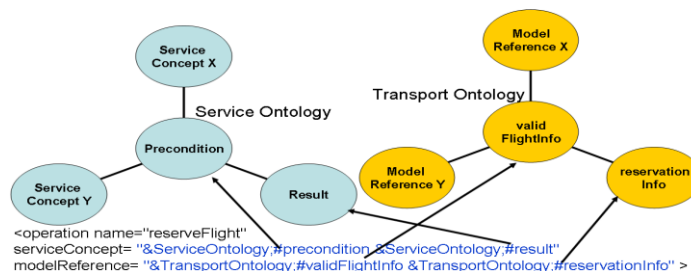 Service
Concept X
Model
Reference X
Service Ontology
Transport Ontology
Precondition
valid
FlightInfo
Service
Concept Y
Result
Model
Reference Y
reservation
Info
<operation name="reserveFlight"
serviceConcept= "&ServiceOntology;#precondition &ServiceOntology;#result"
modelReference= "&TransportOntology;#validFlightInfo &TransportOntology;#reservationInfo" >